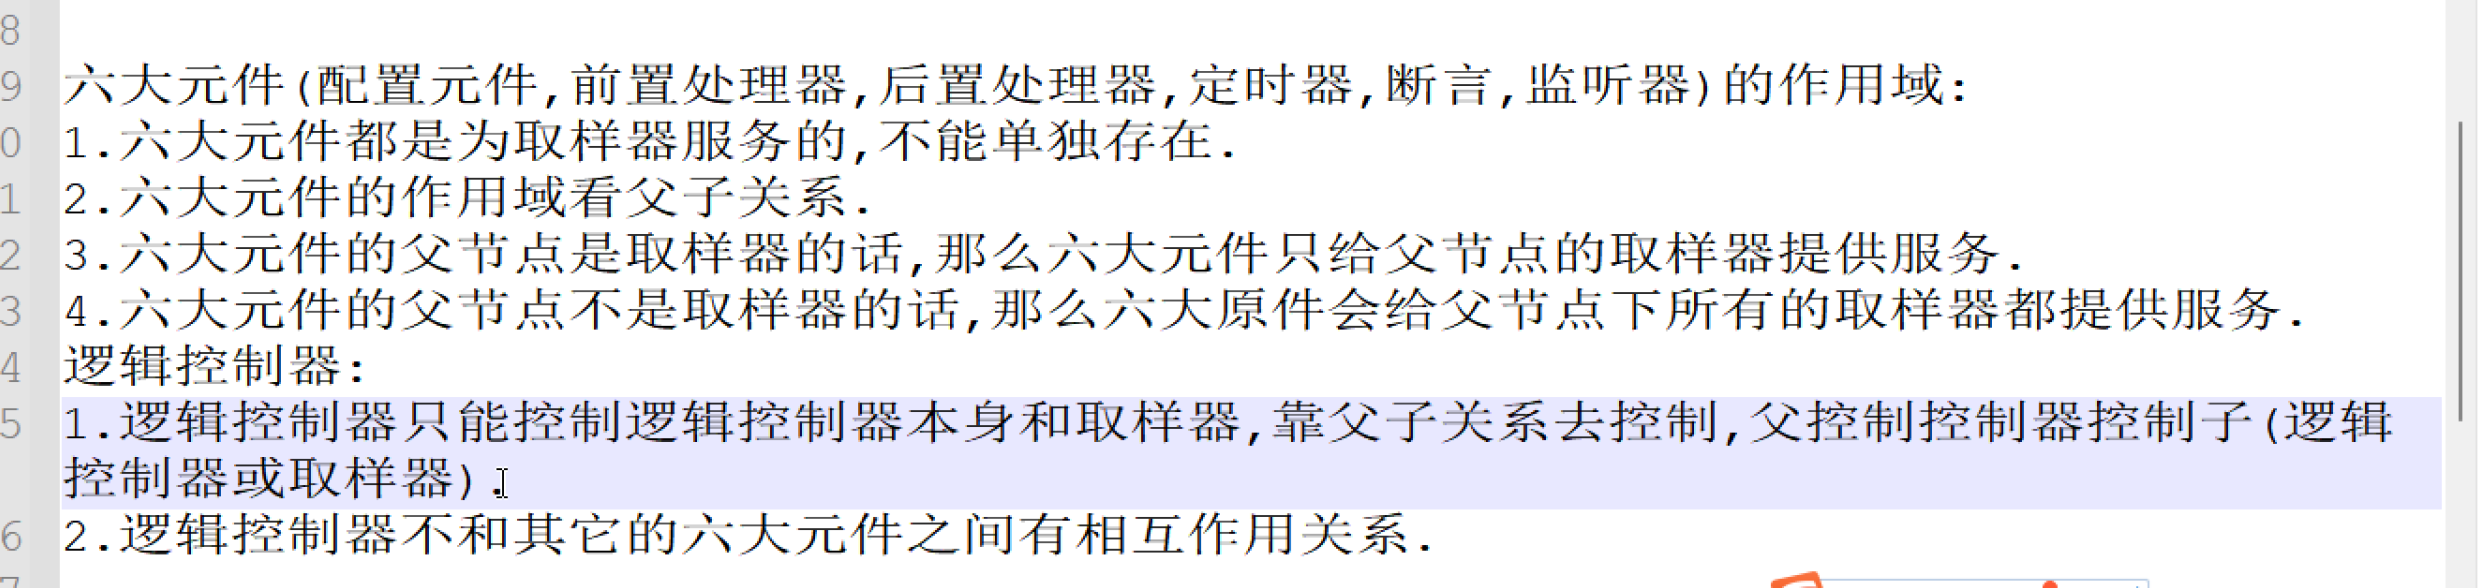 8
9 六大元件(配置元件,前置处理器,后置处理器,定时器,断言,监听器)的作用域:
0 1.六大元件都是为取样器服务的,不能单独存在.
1 2.六大元件的作用域看父子关系.
2 3.六大元件的父节点是取样器的话,那么六大元件只给父节点的取样器提供服务.
3 4.六大元件的父节点不是取样器的话,那么六大原件会给父节点下所有的取样器都提供服务.
4 逻辑控制器:
5 1.逻辑控制器只能控制逻辑控制器本身和取样器,靠父子关系去控制,父控制控制器控制子(逻辑
控制器或取样器).
6 2.逻辑控制器不和其它的六大元件之间有相互作用关系.
7